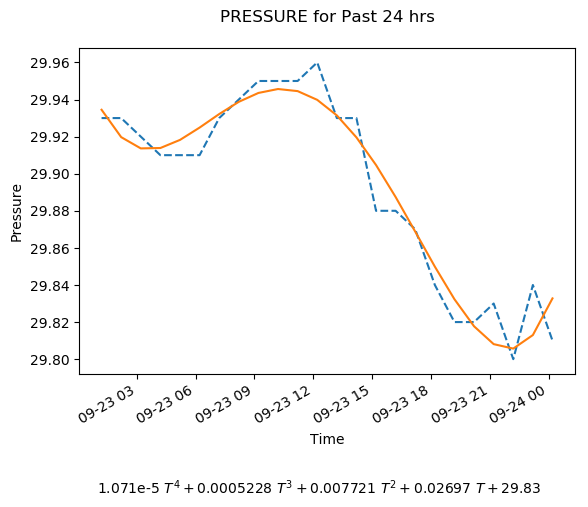 PRESSURE for Past 24 hrs
29.96
29.94
29.92
29.90
29.88
29.86
29.84
29.82
29.80
Pressure
09-23 03 09-23 06 09-23 09 09-23 12 09-23 15 09-23 18 09-23 21 09-24 00
Time
1.071e-5 T⁴ + 0.0005228 T³ + 0.007721 T² + 0.02697 T + 29.83